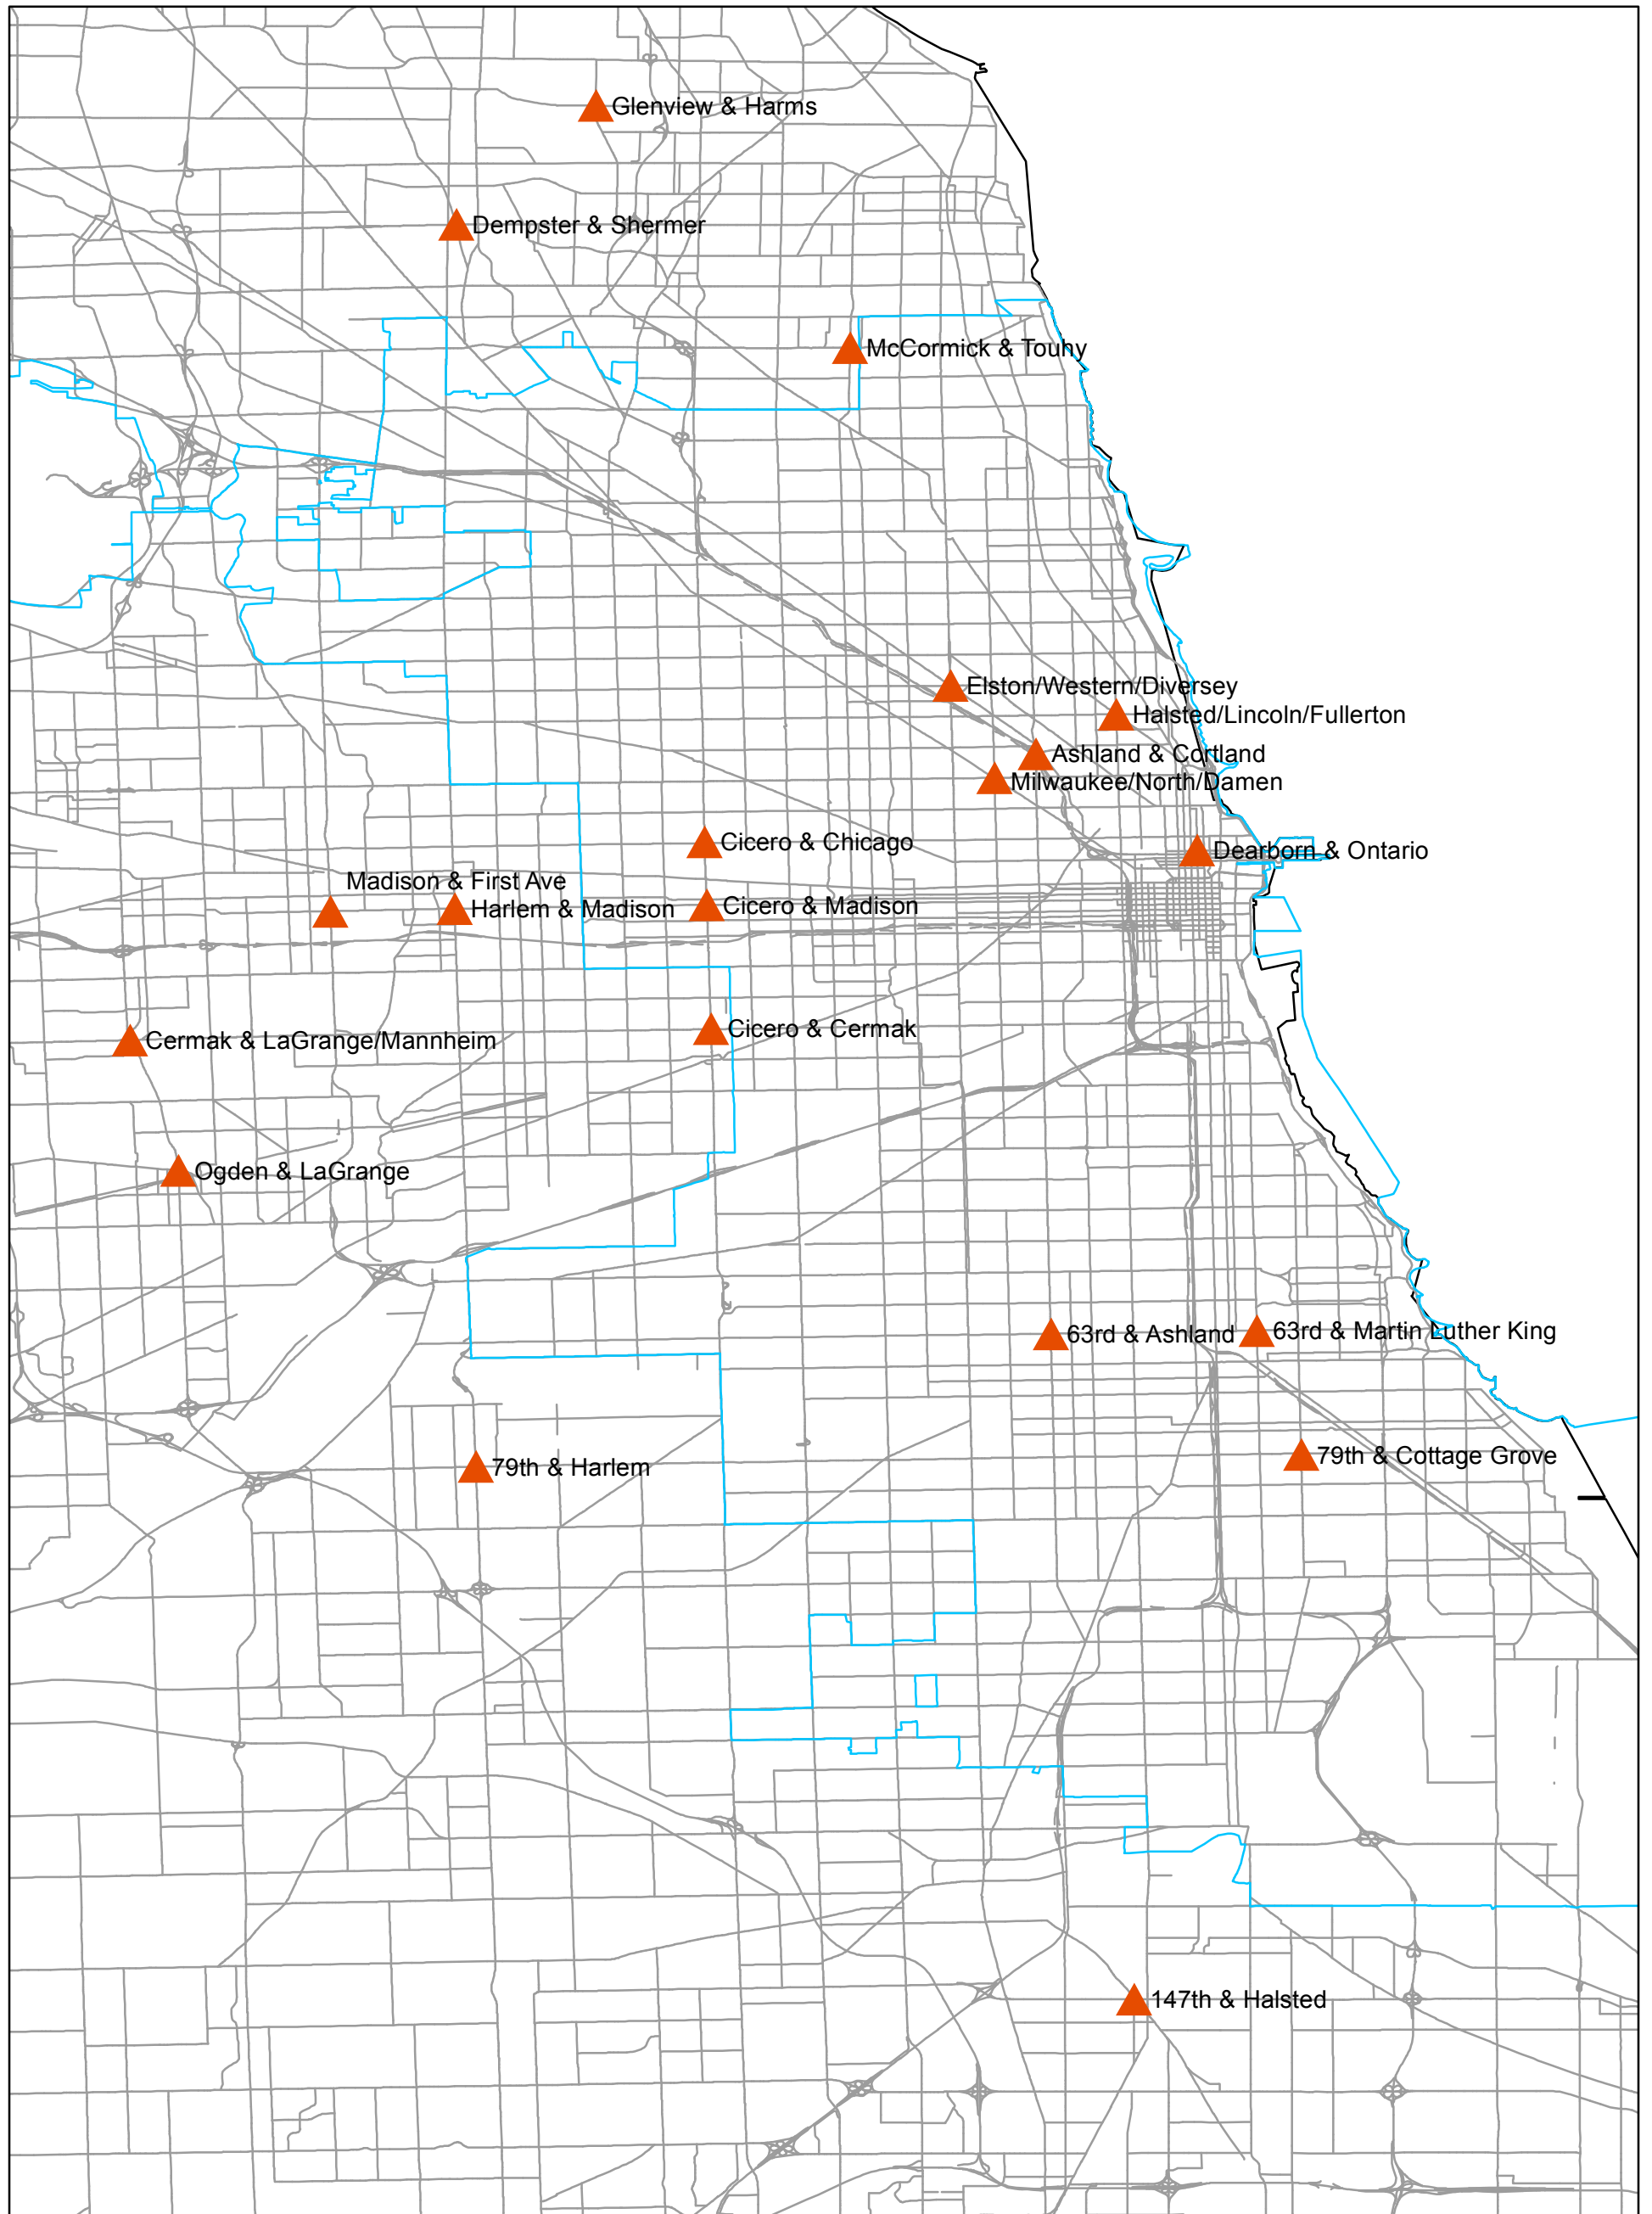 Glenview & Harms
Dempster & Shermer
McCormick & Touhy
Elston/Western/Diversey
Halsted/Lincoln/Fullerton
Ashland & Cortland
Milwaukee/North/Damen
Cicero & Chicago
Dearborn & Ontario
Madison & First Ave
Harlem & Madison
Cicero & Madison
Cicero & Cermak
Cermak & LaGrange/Mannheim
Ogden & LaGrange
63rd & Ashland
63rd & Martin Luther King
79th & Harlem
79th & Cottage Grove
147th & Halsted